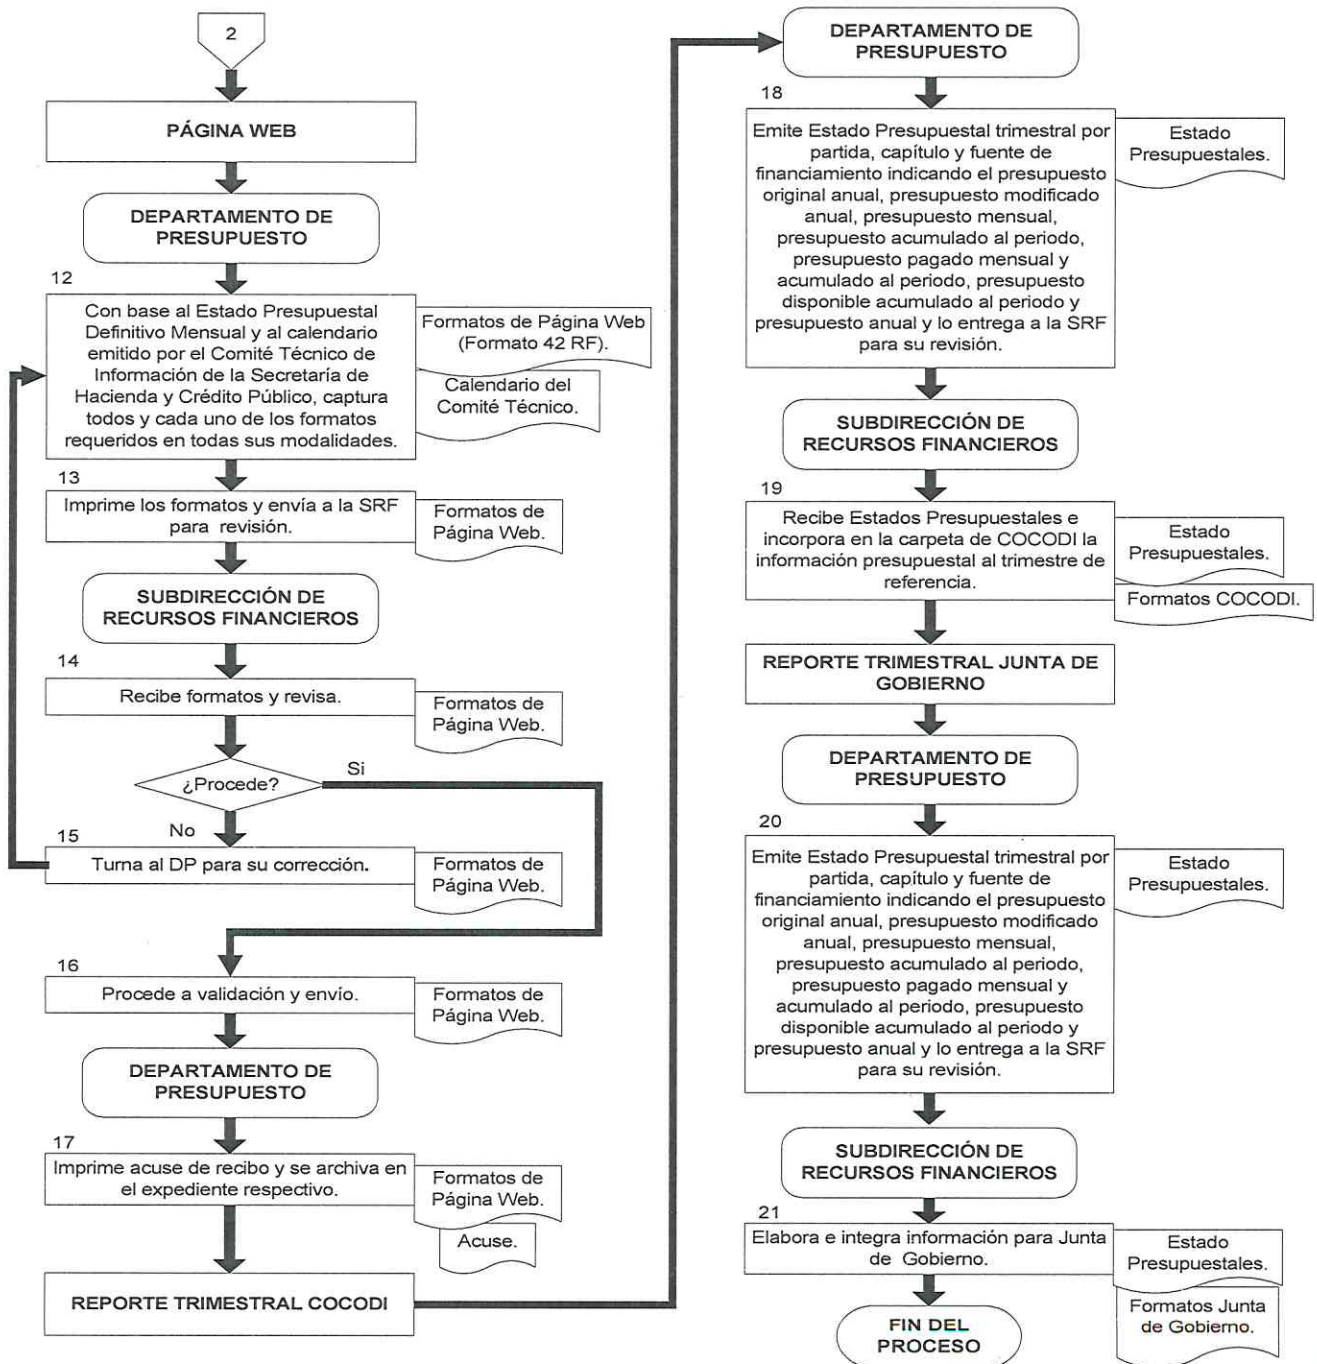 2
PÁGINA WEB
DEPARTAMENTO DE
PRESUPUESTO
12
Con base al Estado Presupuestal
Definitivo Mensual y al calendario
emitido por el Comité Técnico de
Información de la Secretaría de
Hacienda y Crédito Público, captura
todos y cada uno de los formatos
requeridos en todas sus modalidades.
Formatos de Página Web
(Formato 42 RF).
Calendario del
Comité Técnico.
13
Imprime los formatos y envía a la SRF
para revisión.
Formatos de
Página Web.
SUBDIRECCIÓN DE
RECURSOS FINANCIEROS
14
Recibe formatos y revisa.
Formatos de
Página Web.
¿Procede?
Si
No
15
Turna al DP para su corrección.
Formatos de
Página Web.
16
Procede a validación y envío.
Formatos de
Página Web.
DEPARTAMENTO DE
PRESUPUESTO
17
Imprime acuse de recibo y se archiva en
el expediente respectivo.
Formatos de
Página Web.
Acuse.
REPORTE TRIMESTRAL COCODI
DEPARTAMENTO DE
PRESUPUESTO
18
Emite Estado Presupuestal trimestral por
partida, capítulo y fuente de
financiamiento indicando el presupuesto
original anual, presupuesto modificado
anual, presupuesto mensual,
presupuesto acumulado al periodo,
presupuesto pagado mensual y
acumulado al periodo, presupuesto
disponible acumulado al periodo y
presupuesto anual y lo entrega a la SRF
para su revisión.
Estado
Presupuestales.
SUBDIRECCIÓN DE
RECURSOS FINANCIEROS
19
Recibe Estados Presupuestales e
incorpora en la carpeta de COCODI la
información presupuestal al trimestre de
referencia.
Estado
Presupuestales.
Formatos COCODI.
REPORTE TRIMESTRAL JUNTA DE
GOBIERNO
DEPARTAMENTO DE
PRESUPUESTO
20
Emite Estado Presupuestal trimestral por
partida, capítulo y fuente de
financiamiento indicando el presupuesto
original anual, presupuesto modificado
anual, presupuesto mensual,
presupuesto acumulado al periodo,
presupuesto pagado mensual y
acumulado al periodo, presupuesto
disponible acumulado al periodo y
presupuesto anual y lo entrega a la SRF
para su revisión.
Estado
Presupuestales.
SUBDIRECCIÓN DE
RECURSOS FINANCIEROS
21
Elabora e integra información para Junta
de Gobierno.
Estado
Presupuestales.
Formatos Junta
de Gobierno.
FIN DEL
PROCESO